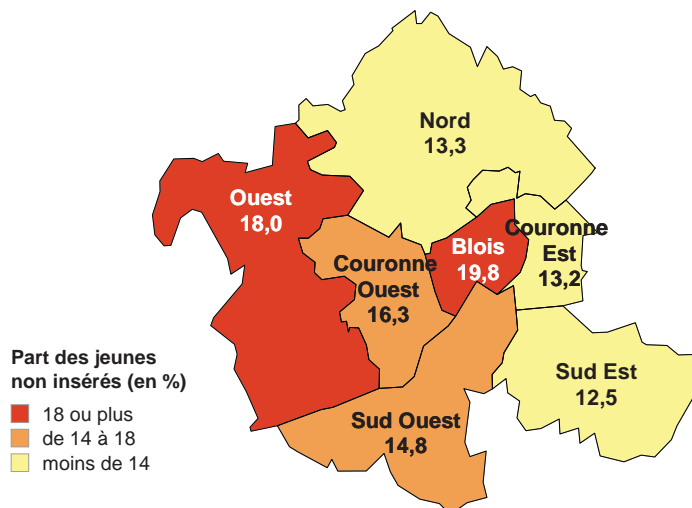 Nord
13,3
Ouest
18,0
Blois
19,8
Couronne
Est
13,2
Couronne
Ouest
16,3
Sud Est
12,5
Sud Ouest
14,8
Part des jeunes
non insérés (en %)
18 ou plus
de 14 à 18
moins de 14